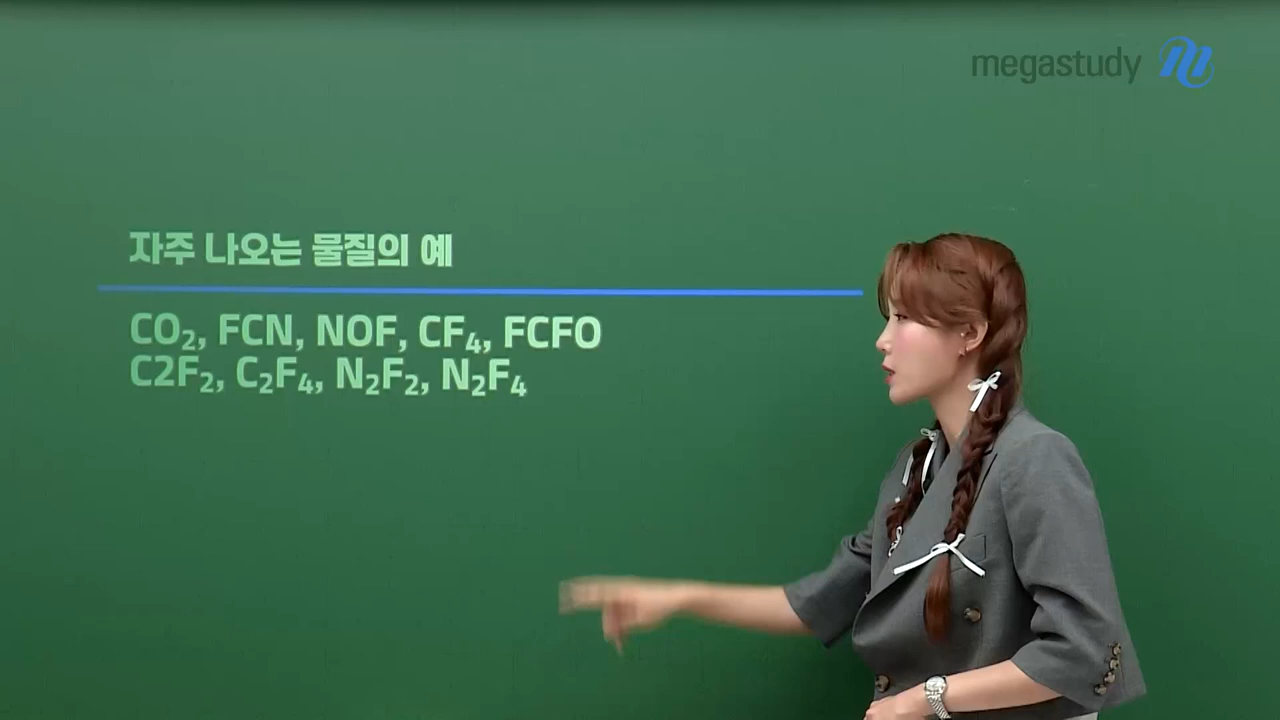 megastudy
자주 나오는 물질의 예
CO₂, FCN, NOF, CF₄, FCFO
C2F₂, C₂F₄, N₂F₂, N₂F₄